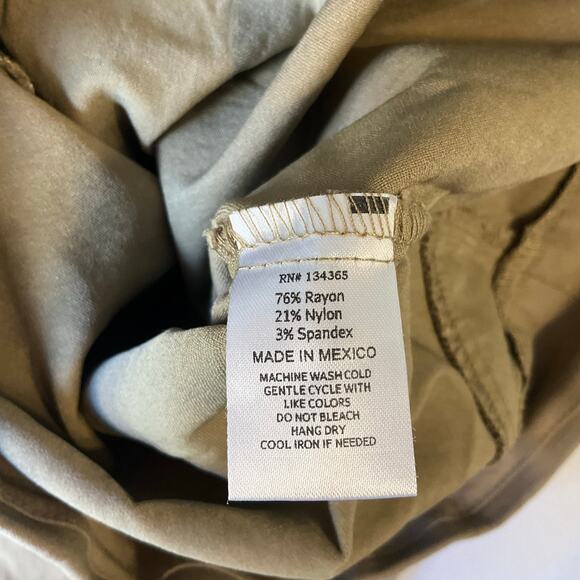 RN# 134365
76% Rayon
21% Nylon
3% Spandex
MADE IN MEXICO
MACHINE WASH COLD
GENTLE CYCLE WITH
LIKE COLORS
DO NOT BLEACH
HANG DRY
COOL IRON IF NEEDED